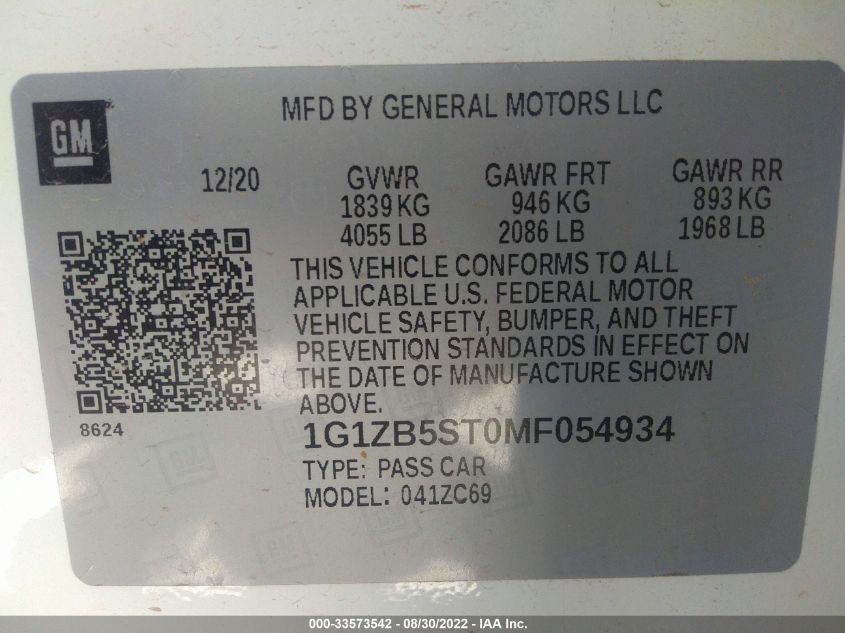 MFD BY GENERAL MOTORS LLC
GM
12/20 GVWR GAWR FRT GAWR RR
1839 KG 946 KG 893 KG
4055 LB 2086 LB 1968 LB
THIS VEHICLE CONFORMS TO ALL
APPLICABLE U.S. FEDERAL MOTOR
VEHICLE SAFETY, BUMPER, AND THEFT
PREVENTION STANDARDS IN EFFECT ON
THE DATE OF MANUFACTURE SHOWN
ABOVE.
8624
1G1ZB5ST0MF054934
TYPE: PASS CAR
MODEL: 041ZC69
000-33573542 - 08/30/2022 - IAA Inc.